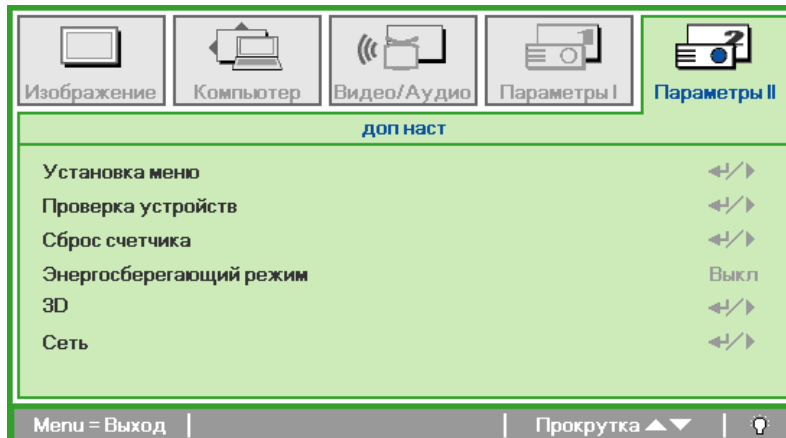 Изображение
Компьютер
Видео/Аудио
Параметры I
Параметры II
доп наст
Установка меню
Проверка устройств
Сброс счетчика
Энергосберегающий режим Выкл
3D
Сеть
Menu = Выход Прокрутка ▲▼